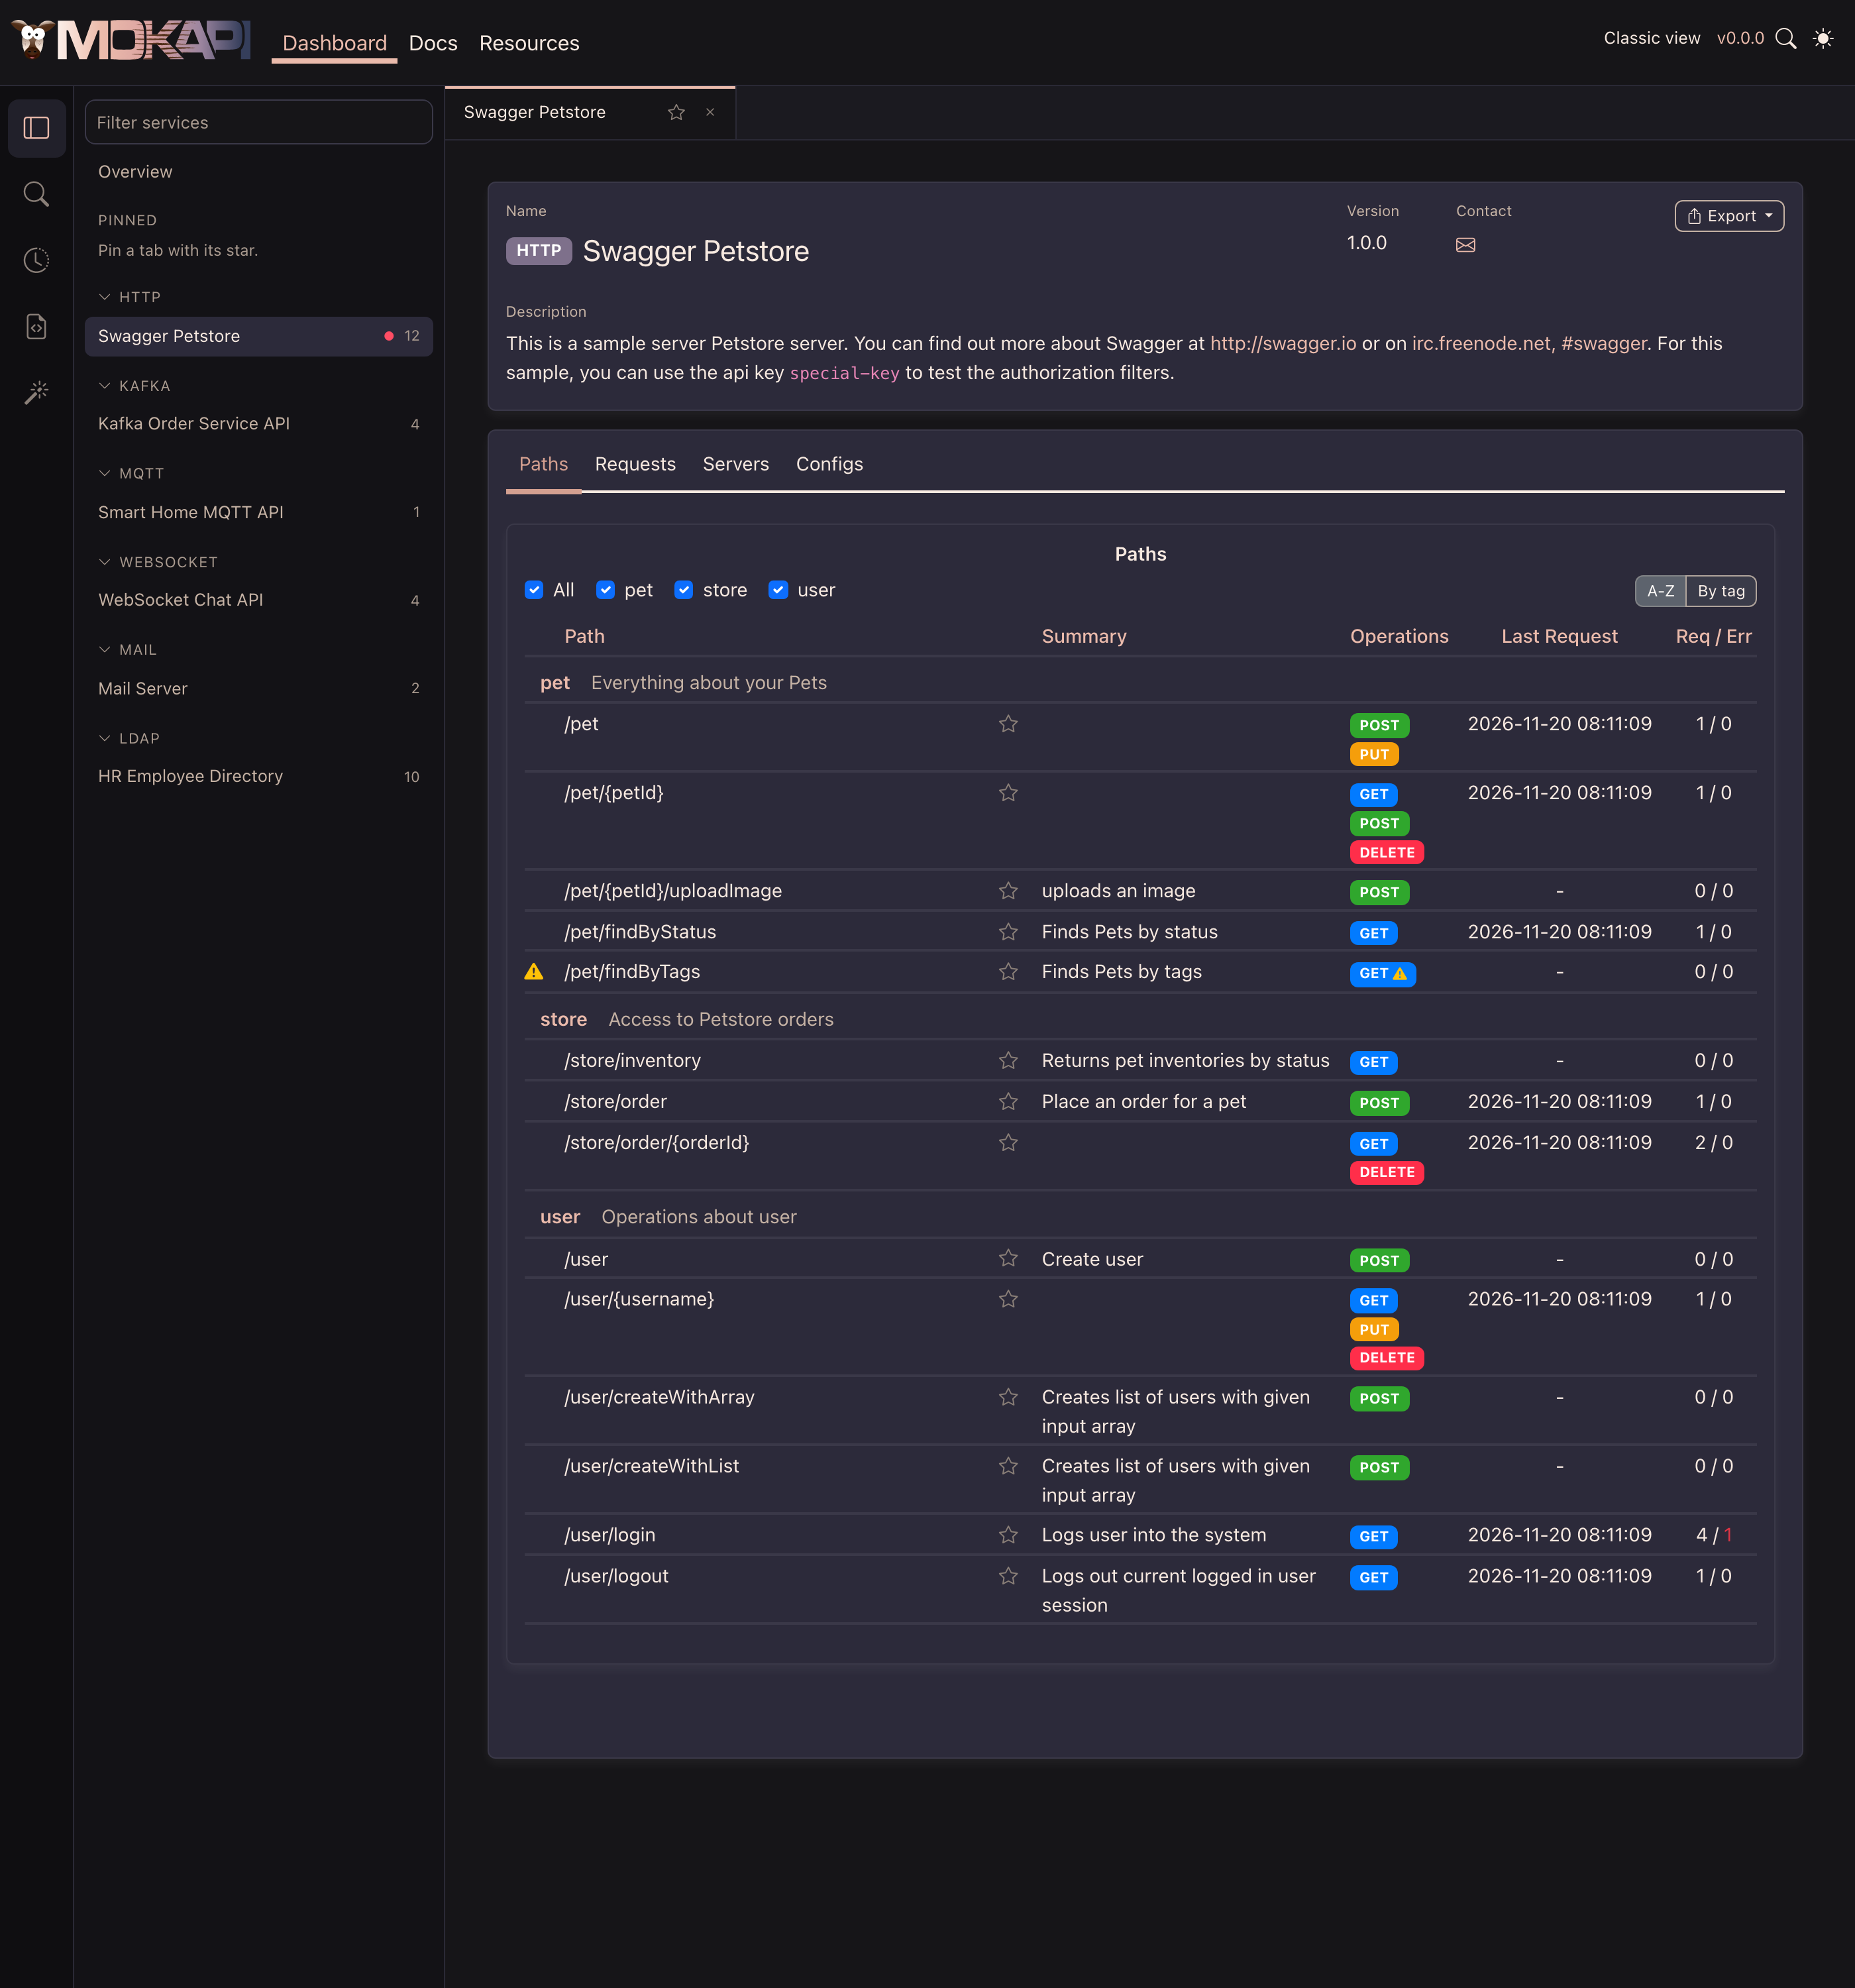 MOKAPI
Dashboard Docs Resources
Classic view v0.0.0
Filter services
Overview
PINNED
Pin a tab with its star.
HTTP
Swagger Petstore 12
KAFKA
Kafka Order Service API 4
MQTT
Smart Home MQTT API 1
WEBSOCKET
WebSocket Chat API 4
MAIL
Mail Server 2
LDAP
HR Employee Directory 10
Swagger Petstore
Name
HTTP Swagger Petstore
Version
1.0.0
Contact
Export
Description
This is a sample server Petstore server. You can find out more about Swagger at http://swagger.io or on irc.freenode.net, #swagger. For this
sample, you can use the api key special-key to test the authorization filters.
Paths Requests Servers Configs
Paths
All pet store user
A-Z By tag
Path Summary Operations Last Request Req / Err
pet Everything about your Pets
/pet POST 2026-11-20 08:11:09 1 / 0
PUT
/pet/{petId} GET 2026-11-20 08:11:09 1 / 0
POST
DELETE
/pet/{petId}/uploadImage uploads an image POST - 0 / 0
/pet/findByStatus Finds Pets by status GET 2026-11-20 08:11:09 1 / 0
/pet/findByTags Finds Pets by tags GET - 0 / 0
store Access to Petstore orders
/store/inventory Returns pet inventories by status GET - 0 / 0
/store/order Place an order for a pet POST 2026-11-20 08:11:09 1 / 0
/store/order/{orderId} GET 2026-11-20 08:11:09 2 / 0
DELETE
user Operations about user
/user Create user POST - 0 / 0
/user/{username} GET 2026-11-20 08:11:09 1 / 0
PUT
DELETE
/user/createWithArray Creates list of users with given POST - 0 / 0
input array
/user/createWithList Creates list of users with given POST - 0 / 0
input array
/user/login Logs user into the system GET 2026-11-20 08:11:09 4 / 1
/user/logout Logs out current logged in user GET 2026-11-20 08:11:09 1 / 0
session